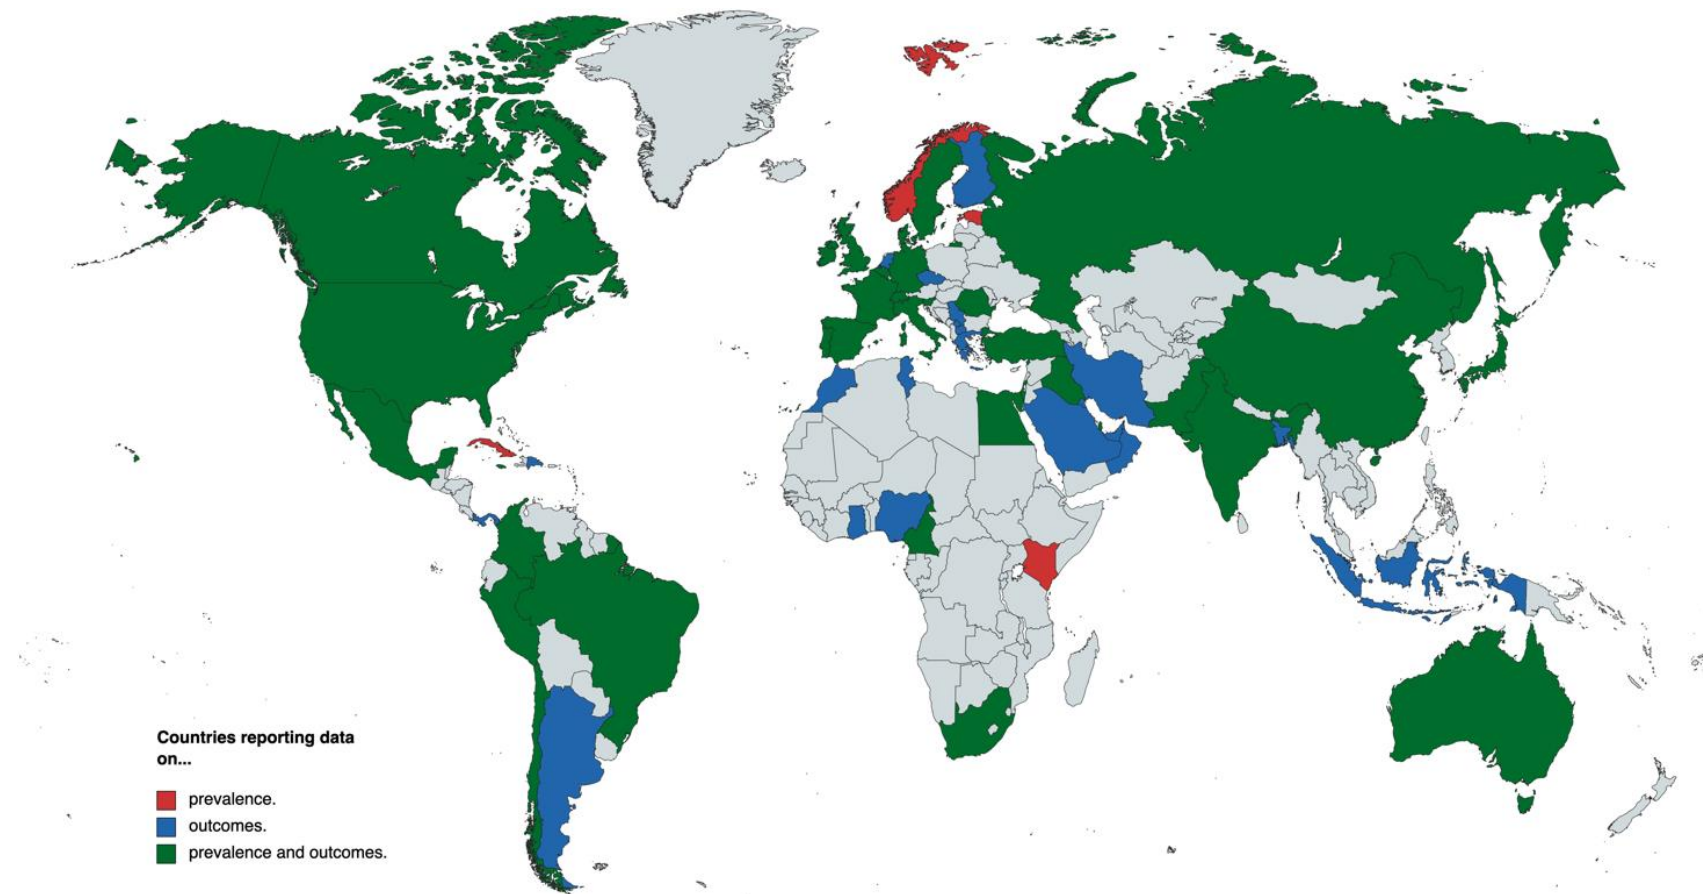 Countries reporting data
on...
prevalence.
outcomes.
prevalence and outcomes.